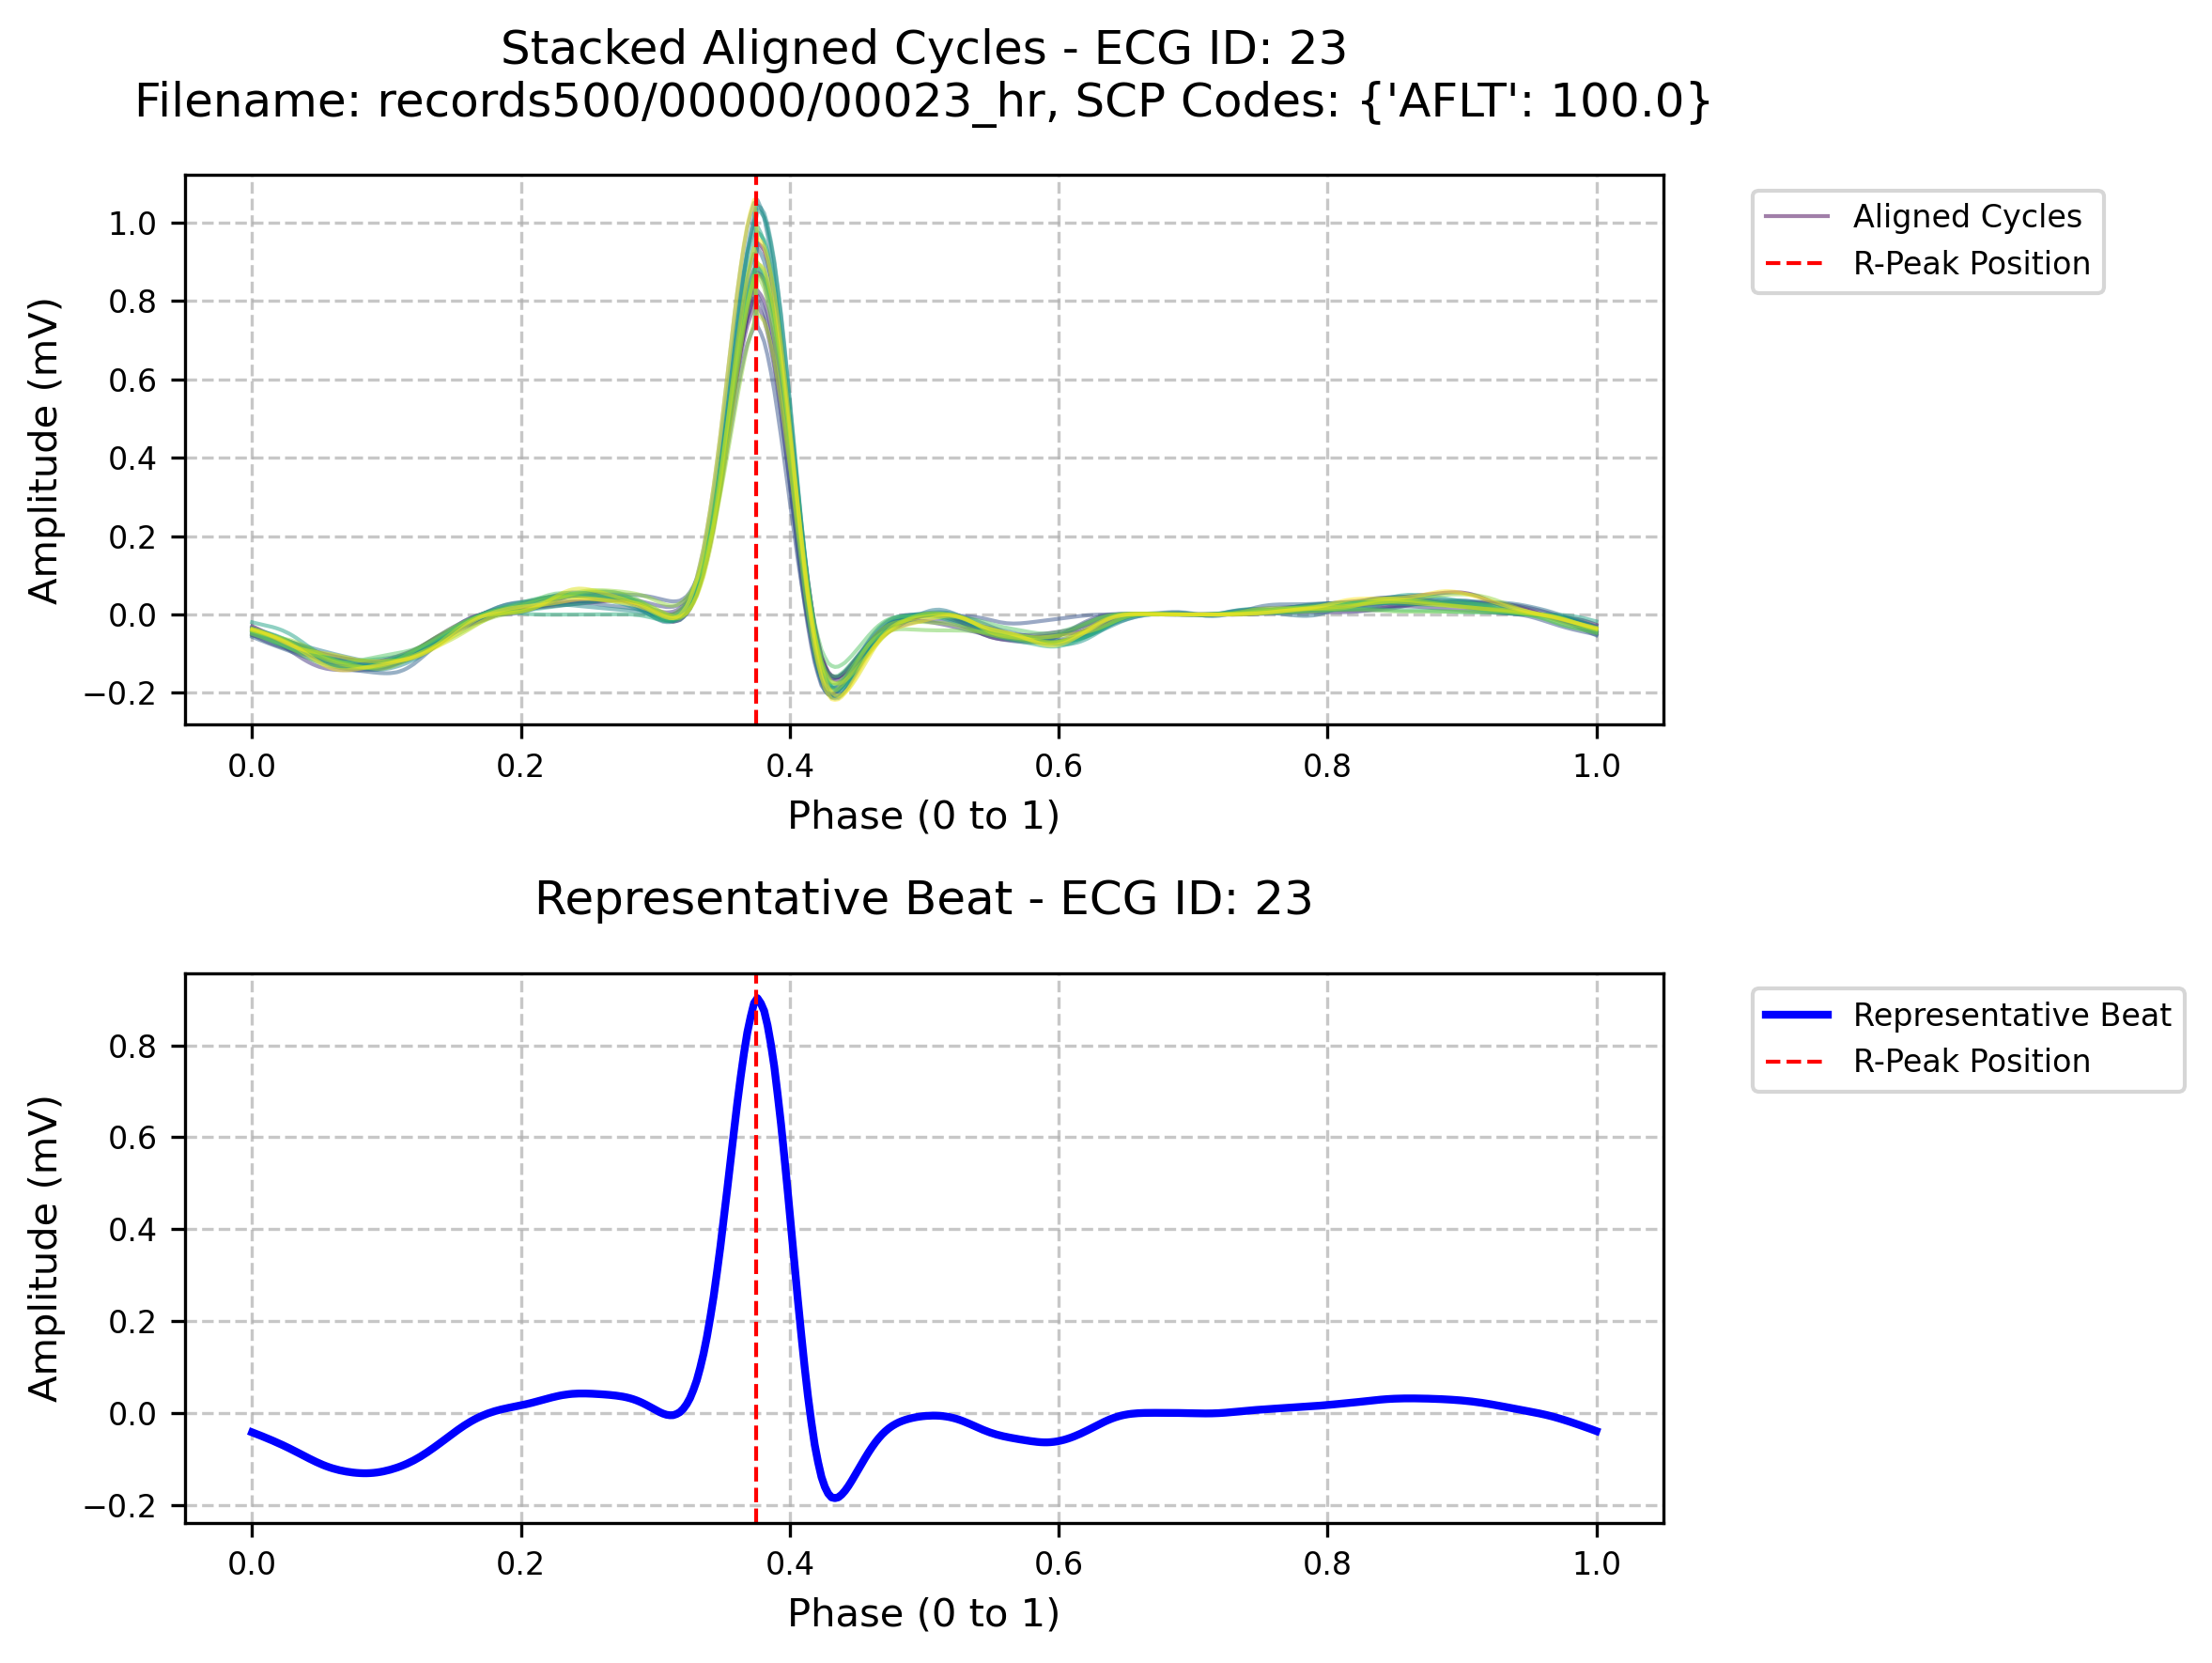 Stacked Aligned Cycles - ECG ID: 23
Filename: records500/00000/00023_hr, SCP Codes: {'AFLT': 100.0}
Amplitude (mV)
1.0
0.8
0.6
0.4
0.2
0.0
−0.2
0.0 0.2 0.4 0.6 0.8 1.0
Phase (0 to 1)
Aligned Cycles
R-Peak Position
Representative Beat - ECG ID: 23
Amplitude (mV)
0.8
0.6
0.4
0.2
0.0
−0.2
0.0 0.2 0.4 0.6 0.8 1.0
Phase (0 to 1)
Representative Beat
R-Peak Position